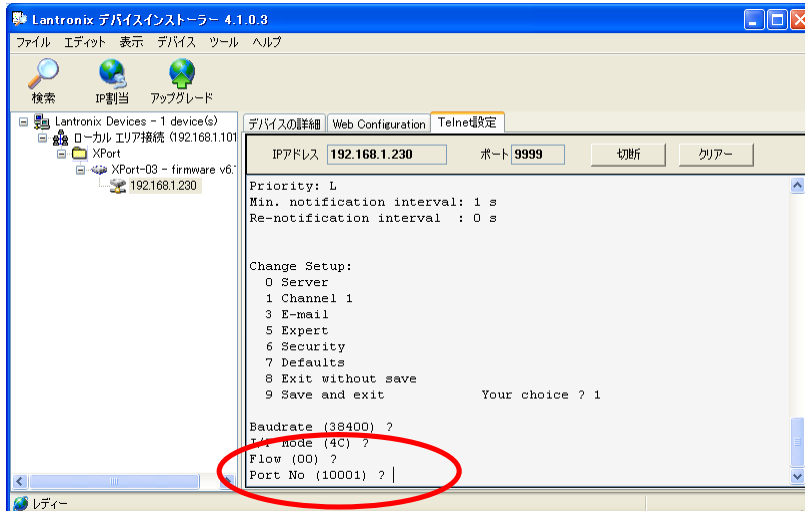 Lantronix デバイスインストーラー 4.1.0.3
ファイル エディット 表示 デバイス ツール ヘルプ
検索 IP割当 アップグレード
Lantronix Devices - 1 device(s)
ローカル エリア接続 (192.168.1.101
XPort
XPort-03 - firmware v6.
192.168.1.230
デバイスの詳細 Web Configuration Telnet設定
IPアドレス 192.168.1.230 ポート 9999 切断 クリアー
Priority: L
Min. notification interval: 1 s
Re-notification interval : 0 s
Change Setup:
0 Server
1 Channel 1
3 E-mail
5 Expert
6 Security
7 Defaults
8 Exit without save
9 Save and exit Your choice ? 1
Baudrate (38400) ?
I/F Mode (4C) ?
Flow (00) ?
Port No (10001) ?
レディー